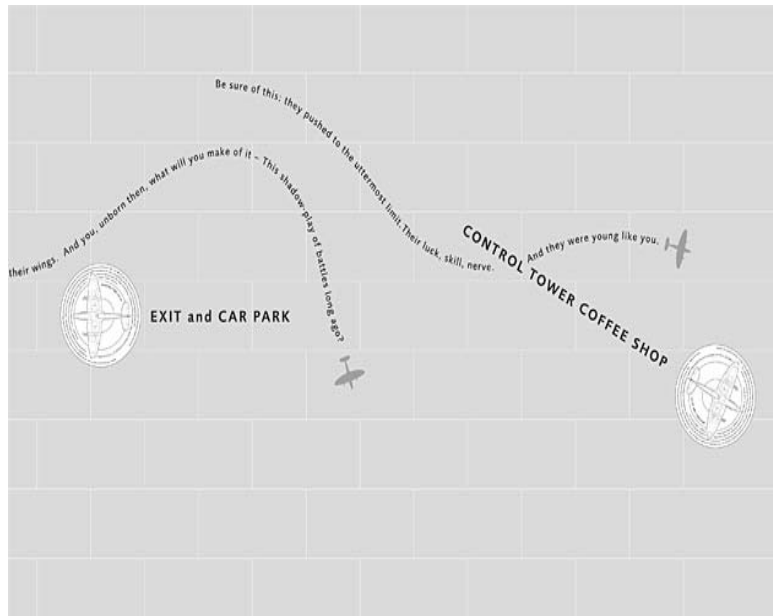 Be sure of this: they pushed to the uttermost limit. Their luck, skill, nerve. And they were young like you.
their wings. And you, unborn then, what will you make of it – This shadow-play of battles long ago?
CONTROL TOWER COFFEE SHOP
EXIT and CAR PARK